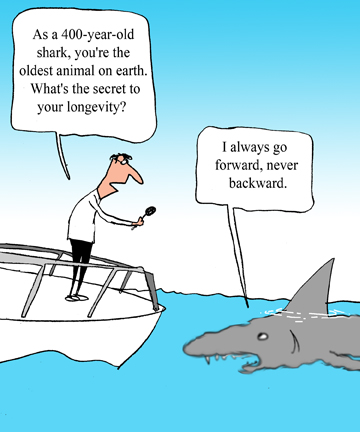 As a 400-year-old
shark, you're the
oldest animal on earth.
What's the secret to
your longevity?
I always go
forward, never
backward.